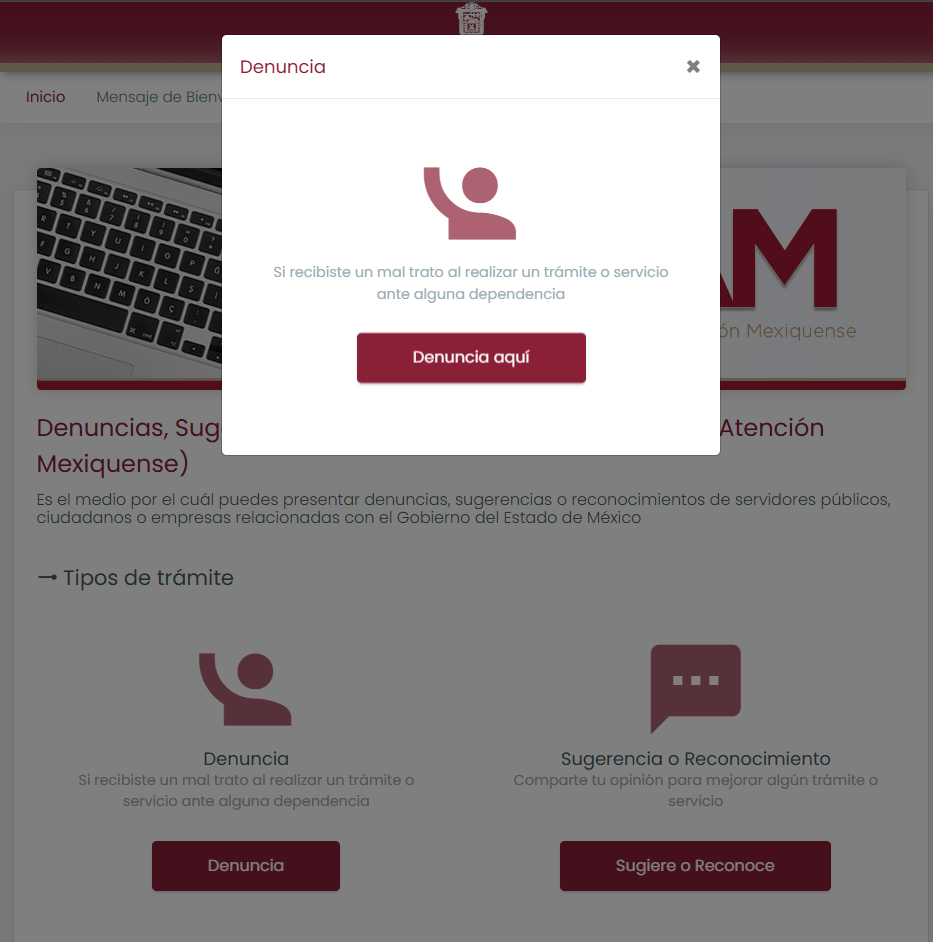 Inicio
Mensaje de Bienv
Denuncia
✖
Si recibiste un mal trato al realizar un trámite o servicio
ante alguna dependencia
Denuncia aquí
AM
ón Mexiquense
Denuncias, Sug
Atención
Mexiquense)
Es el medio por el cuál puedes presentar denuncias, sugerencias o reconocimientos de servidores públicos,
ciudadanos o empresas relacionadas con el Gobierno del Estado de México
Tipos de trámite
Denuncia
Si recibiste un mal trato al realizar un trámite o
servicio ante alguna dependencia
Denuncia
Sugerencia o Reconocimiento
Comparte tu opinión para mejorar algún trámite o
servicio
Sugiere o Reconoce